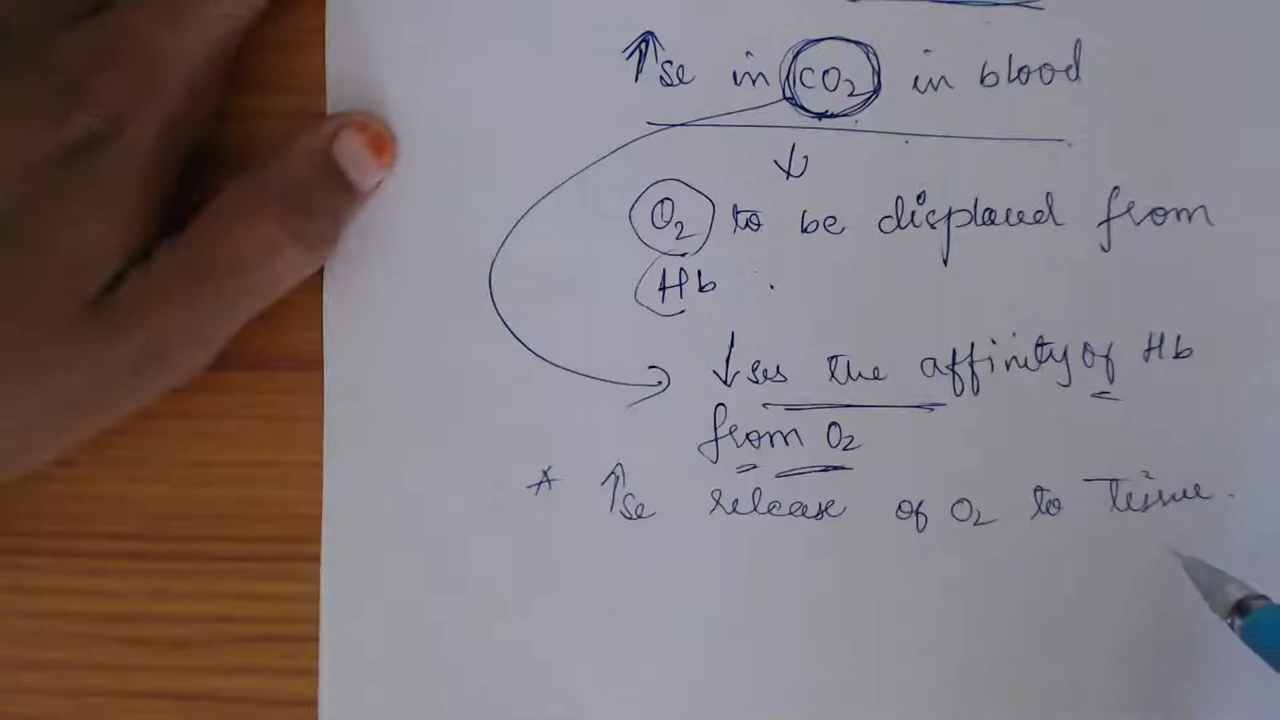 ↑se in CO2 in blood
↓
O2 to be displaced from
Hb .
↓ses the affinity of Hb
from O2
* ↑se release of O2 to Tissue.